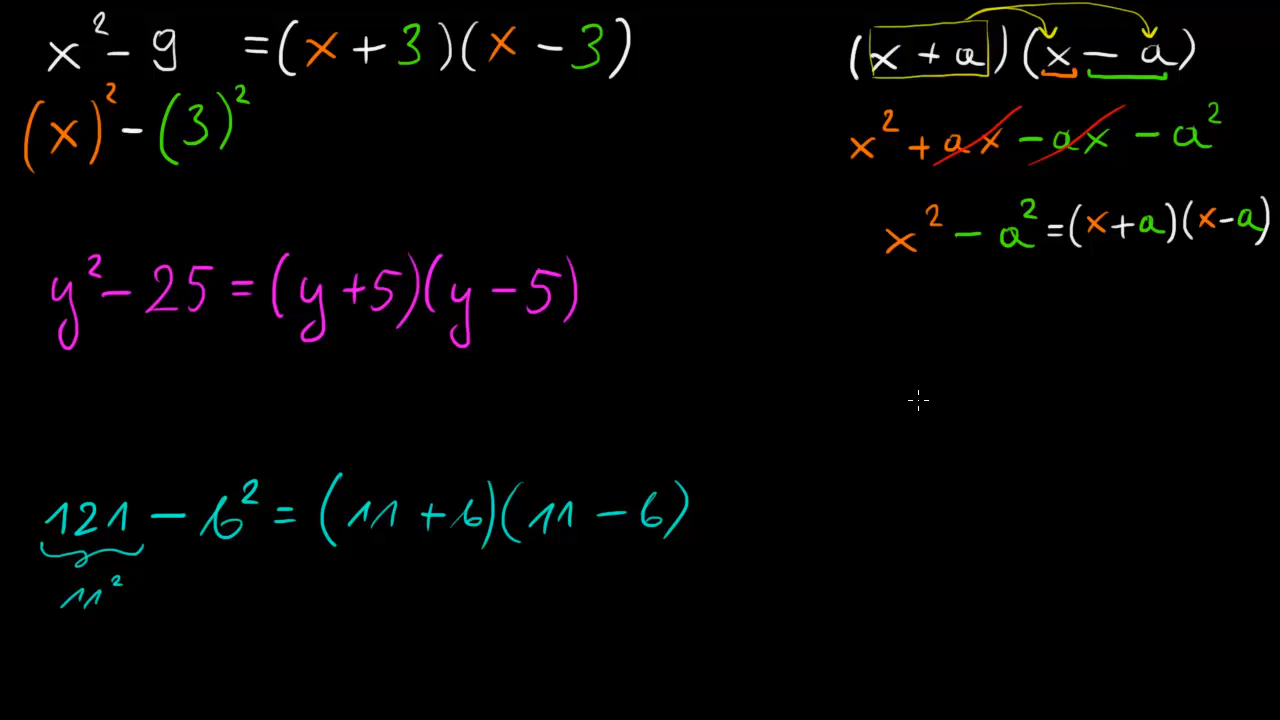 x² - 9 = (x + 3)(x - 3)
(x)² - (3)²
y² - 25 = (y + 5)(y - 5)
121 - b² = (11 + b)(11 - b)
11²
(x + a)(x - a)
x² + ax - ax - a²
x² - a² = (x + a)(x - a)